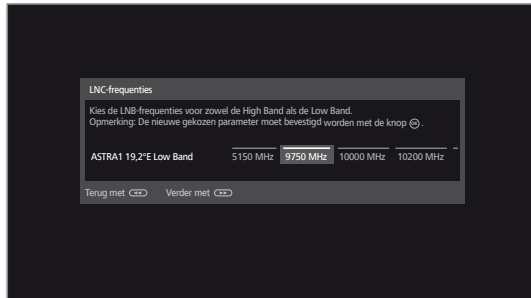 LNC-frequenties
Kies de LNB-frequenties voor zowel de High Band als de Low Band.
Opmerking: De nieuwe gekozen parameter moet bevestigd worden met de knop OK.
ASTRA1 19,2°E Low Band 5150 MHz 9750 MHz 10000 MHz 10200 MHz
Terug met Verder met